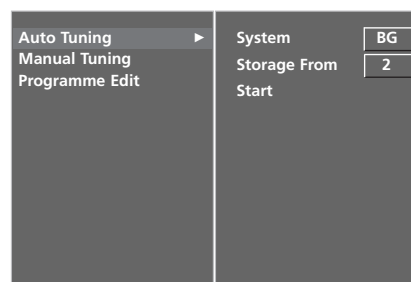 Auto Tuning ►
Manual Tuning
Programme Edit
System BG
Storage From 2
Start